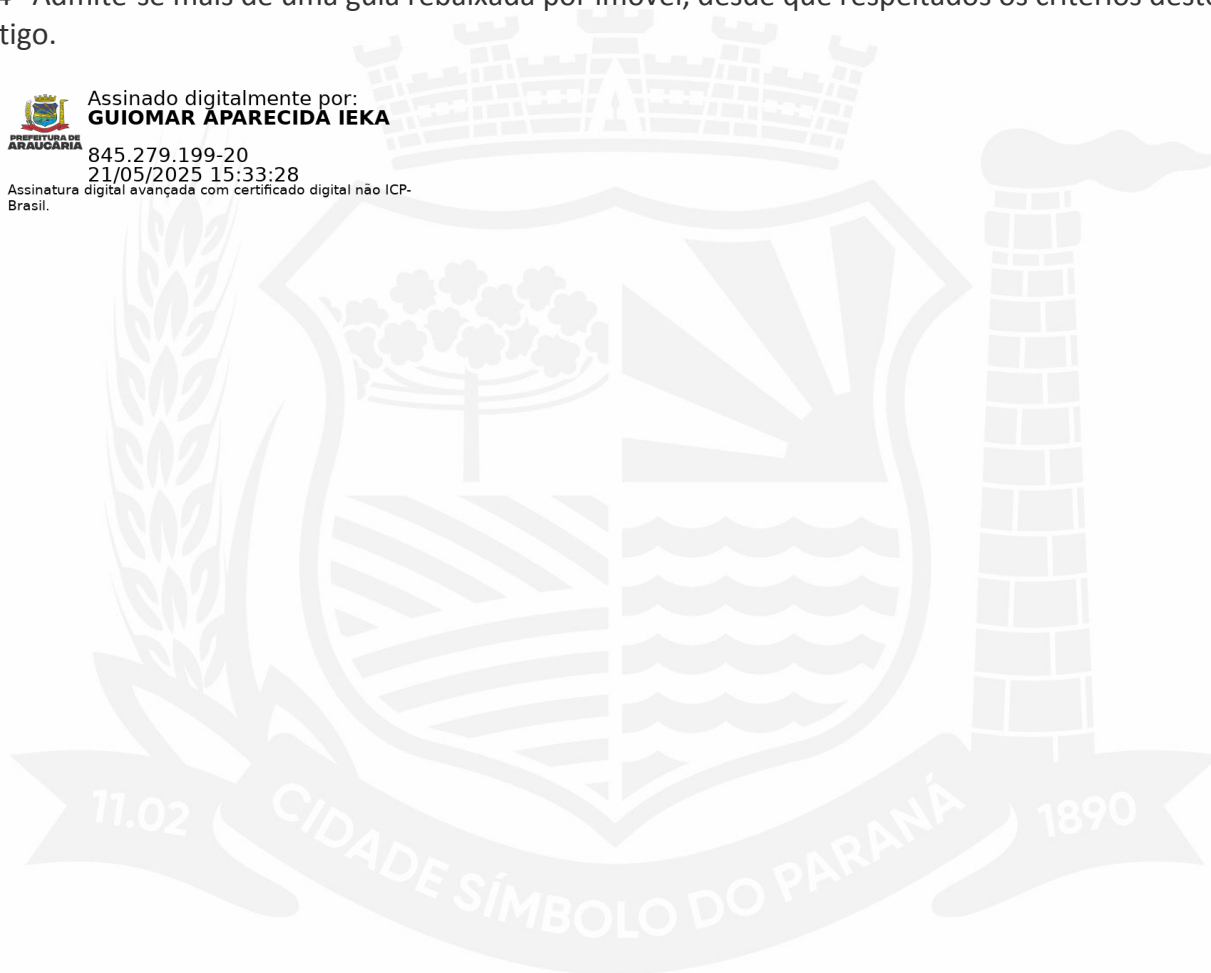 4º Admite-se mais de uma guia rebaixada por imóvel, desde que respeitados os critérios deste
tigo.
Assinado digitalmente por:
GUIOMAR APARECIDA IEKA
PREFEITURA DE
ARAUCÁRIA
845.279.199-20
21/05/2025 15:33:28
Assinatura digital avançada com certificado digital não ICP-
Brasil.
11.02
CIDADE SÍMBOLO DO PARANÁ
1890